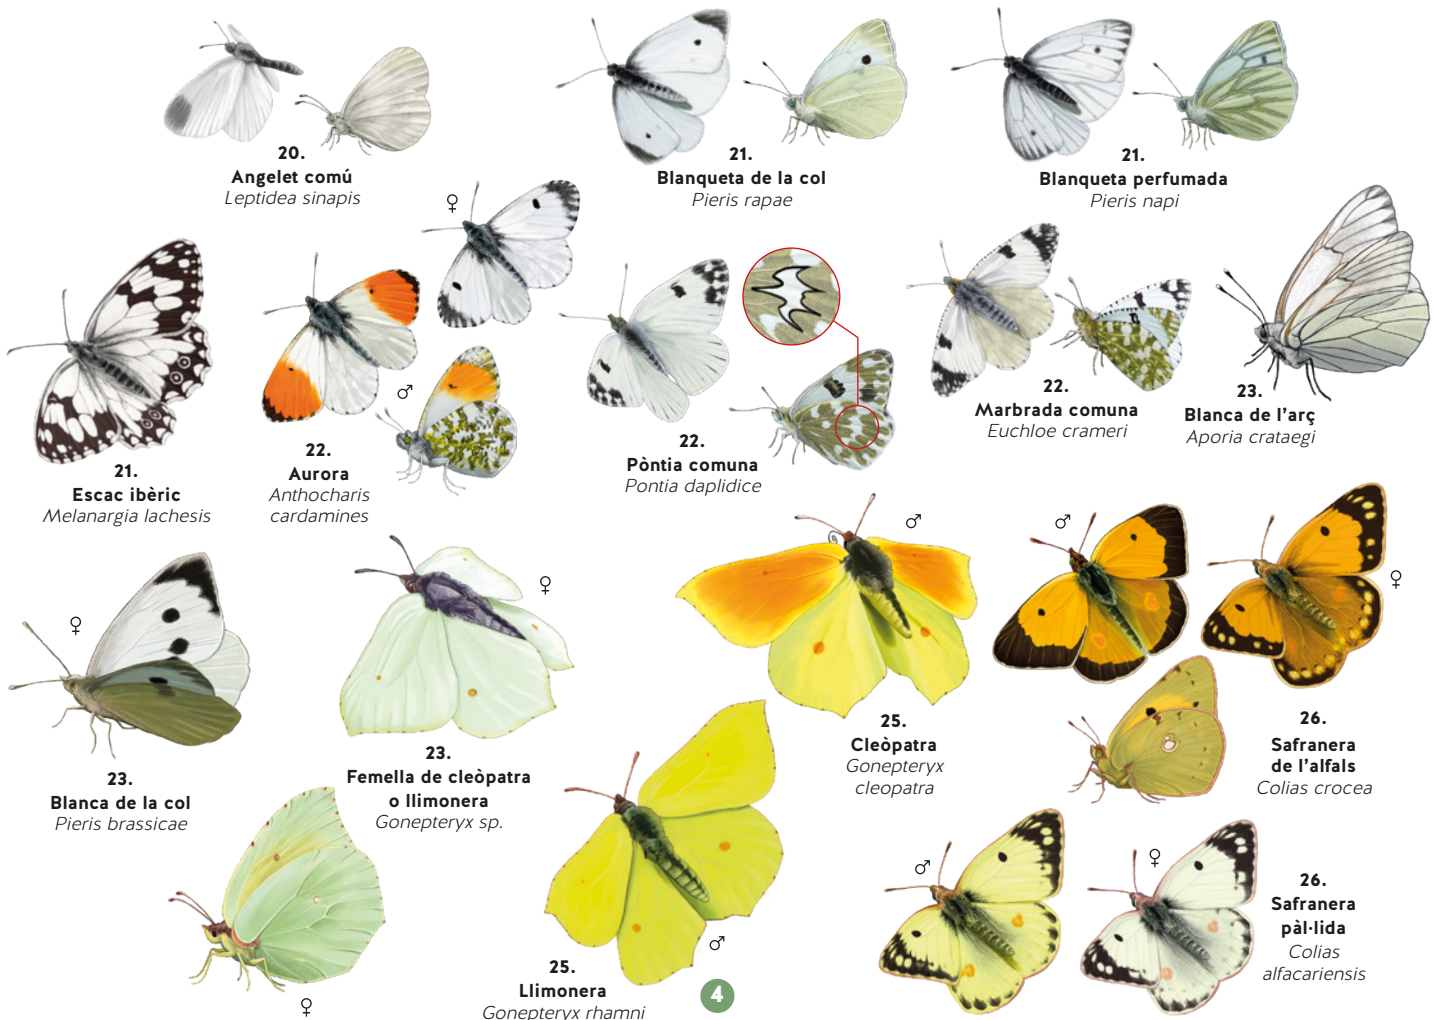 20.
Angelet comú
Leptidea sinapis
21.
Blanqueta de la col
Pieris rapae
21.
Blanqueta perfumada
Pieris napi
♀
21.
Escac ibèric
Melanargia lachesis
♂
22.
Aurora
Anthocharis
cardamines
22.
Pòntia comuna
Pontia daplidice
22.
Marbrada comuna
Euchloe crameri
23.
Blanca de l'arç
Aporia crataegi
♀
23.
Blanca de la col
Pieris brassicae
♀
23.
Femella de cleòpatra
o llimonera
Gonepteryx sp.
♀
♂
25.
Cleòpatra
Gonepteryx
cleopatra
♂
♀
26.
Safranera
de l'alfals
Colias crocea
♂
25.
Llimonera
Gonepteryx rhamni
♂
♀
26.
Safranera
pàl·lida
Colias
alfacariensis
4